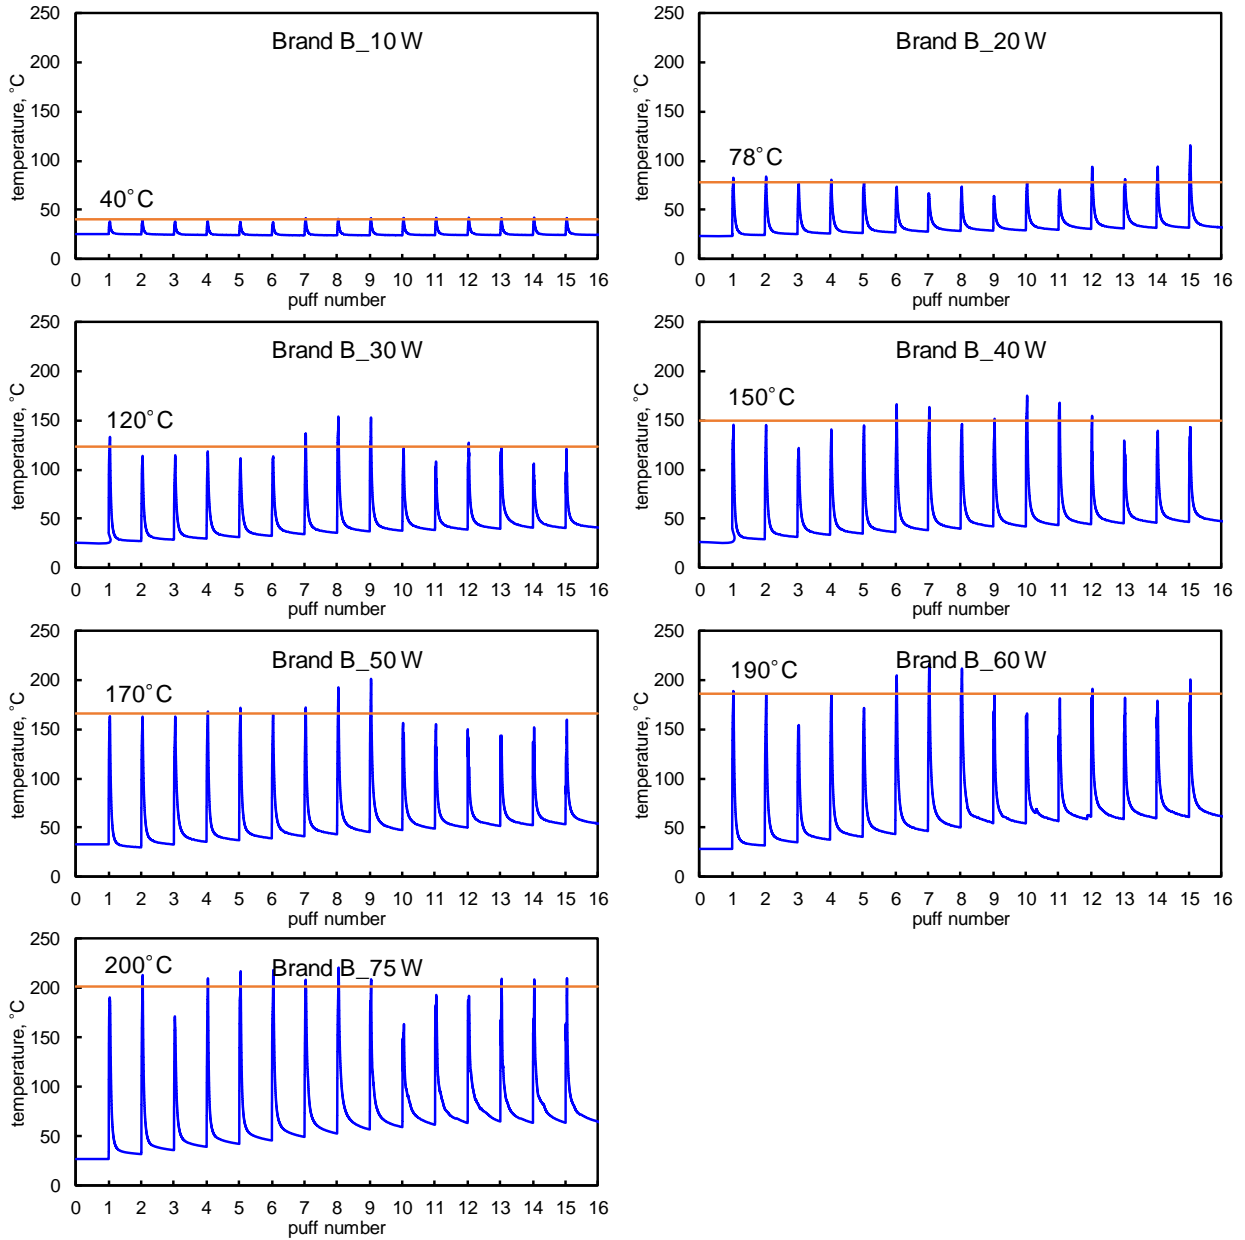 Brand B_10 W
temperature, °C
250
200
150
100
50
0
40°C
0 1 2 3 4 5 6 7 8 9 10 11 12 13 14 15 16
puff number
Brand B_20 W
temperature, °C
250
200
150
100
50
0
78°C
0 1 2 3 4 5 6 7 8 9 10 11 12 13 14 15 16
puff number
Brand B_30 W
temperature, °C
250
200
150
100
50
0
120°C
0 1 2 3 4 5 6 7 8 9 10 11 12 13 14 15 16
puff number
Brand B_40 W
temperature, °C
250
200
150
100
50
0
150°C
0 1 2 3 4 5 6 7 8 9 10 11 12 13 14 15 16
puff number
Brand B_50 W
temperature, °C
250
200
150
100
50
0
170°C
0 1 2 3 4 5 6 7 8 9 10 11 12 13 14 15 16
puff number
Brand B_60 W
temperature, °C
250
200
150
100
50
0
190°C
0 1 2 3 4 5 6 7 8 9 10 11 12 13 14 15 16
puff number
Brand B_75 W
temperature, °C
250
200
150
100
50
0
200°C
0 1 2 3 4 5 6 7 8 9 10 11 12 13 14 15 16
puff number